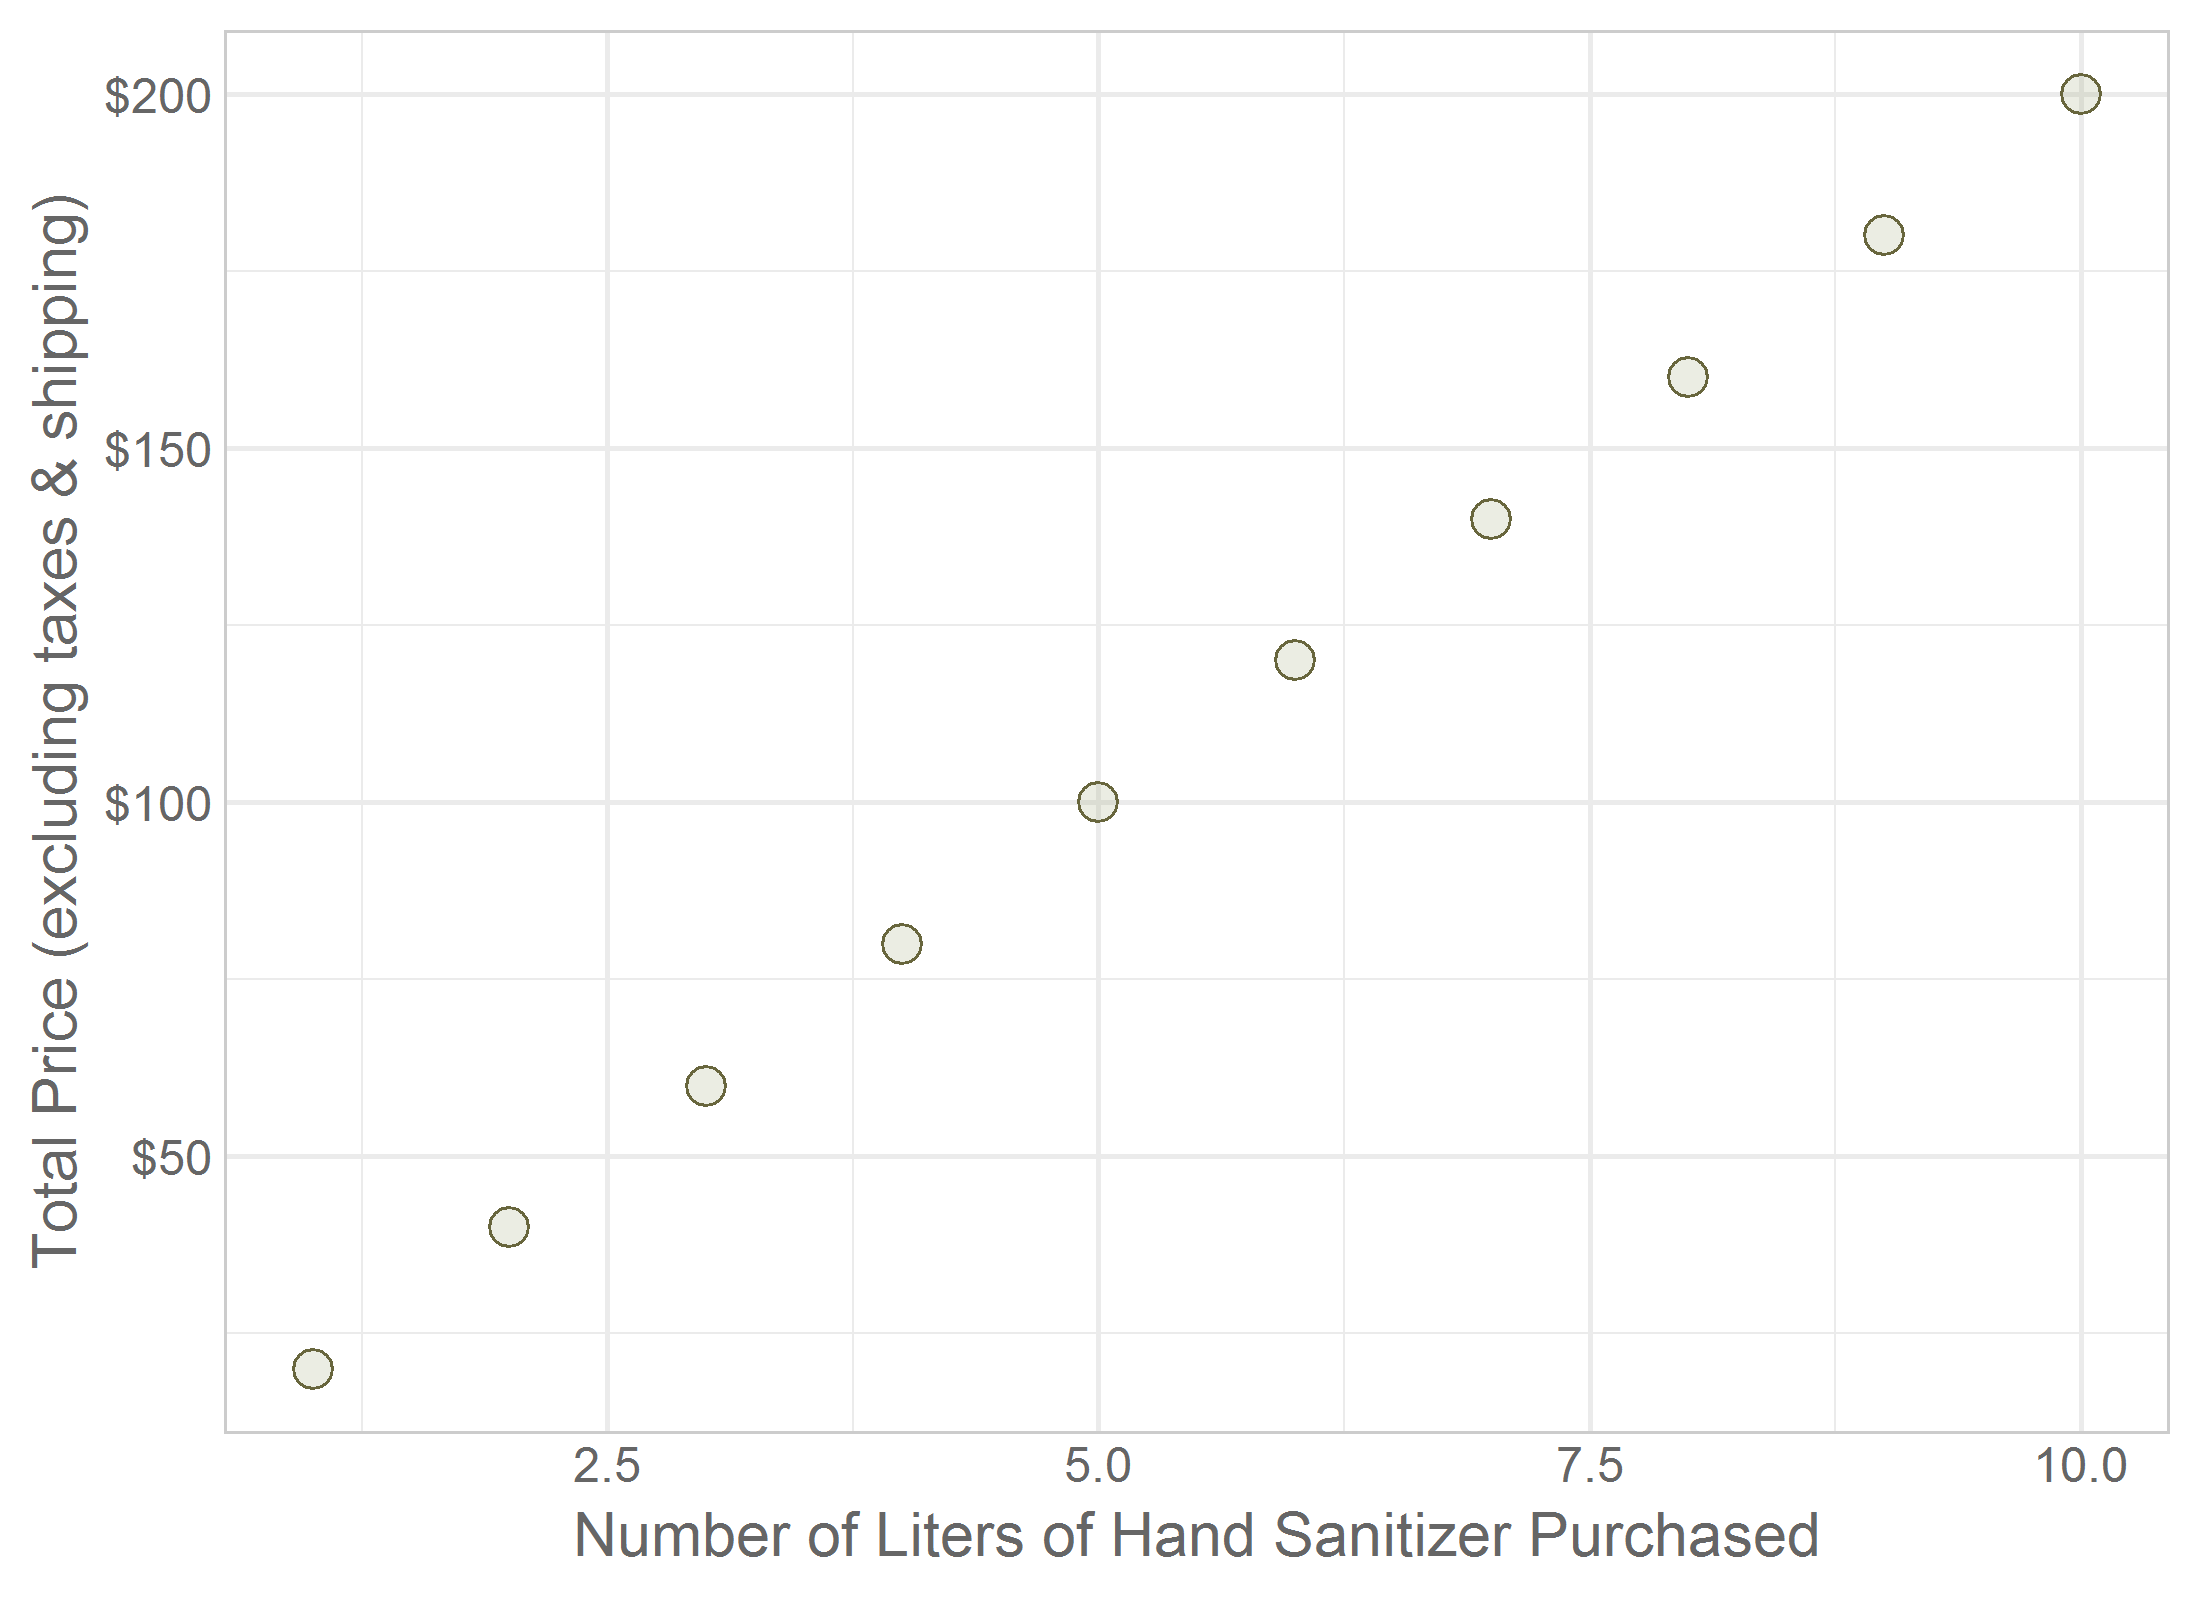 Total Price (excluding taxes & shipping)
$200
$150
$100
$50
2.5 5.0 7.5 10.0
Number of Liters of Hand Sanitizer Purchased